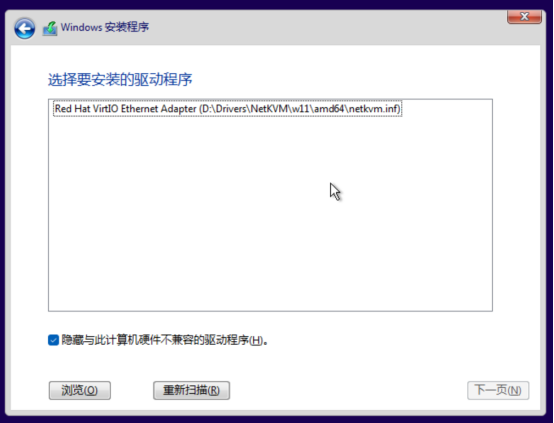 Windows 安装程序
选择要安装的驱动程序
Red Hat VirtIO Ethernet Adapter (D:\Drivers\NetKVM\w11\amd64\netkvm.inf)
隐藏与此计算机硬件不兼容的驱动程序(H)。
浏览(O) 重新扫描(R) 下一页(N)